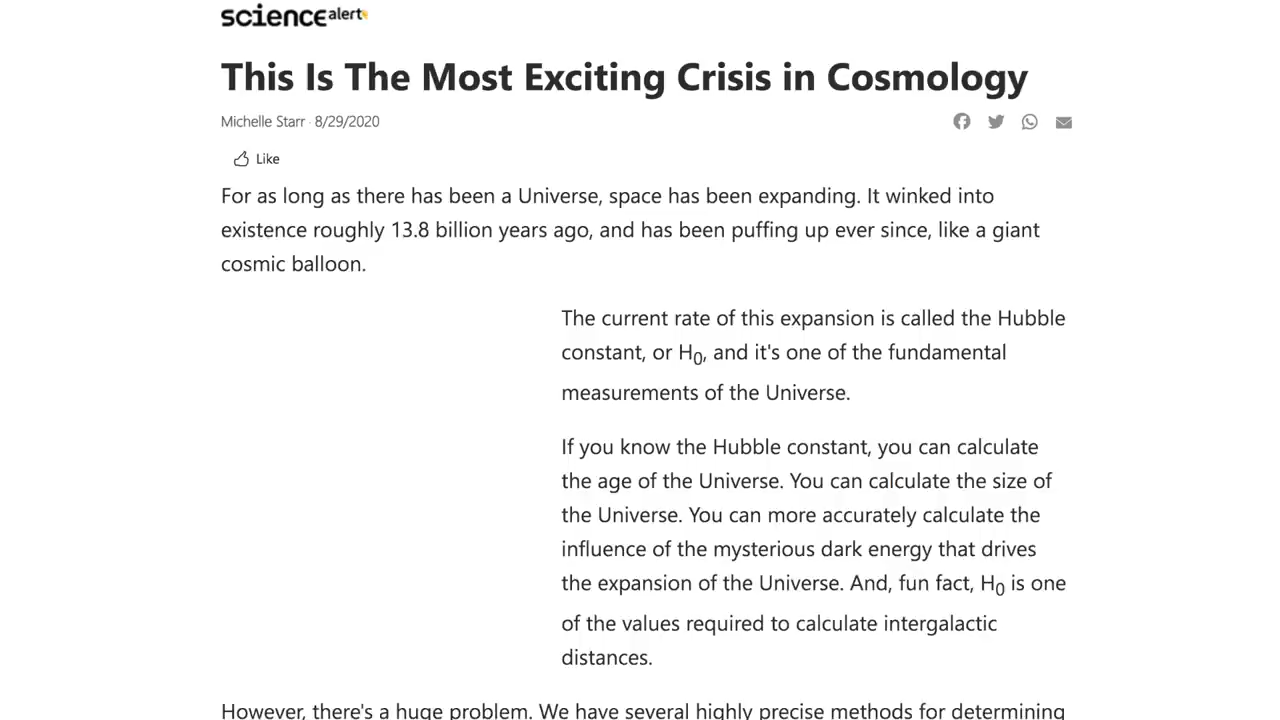 sciencealert
This Is The Most Exciting Crisis in Cosmology
Michelle Starr · 8/29/2020
Like
For as long as there has been a Universe, space has been expanding. It winked into
existence roughly 13.8 billion years ago, and has been puffing up ever since, like a giant
cosmic balloon.
The current rate of this expansion is called the Hubble
constant, or H0, and it's one of the fundamental
measurements of the Universe.
If you know the Hubble constant, you can calculate
the age of the Universe. You can calculate the size of
the Universe. You can more accurately calculate the
influence of the mysterious dark energy that drives
the expansion of the Universe. And, fun fact, H0 is one
of the values required to calculate intergalactic
distances.
However, there's a huge problem. We have several highly precise methods for determining